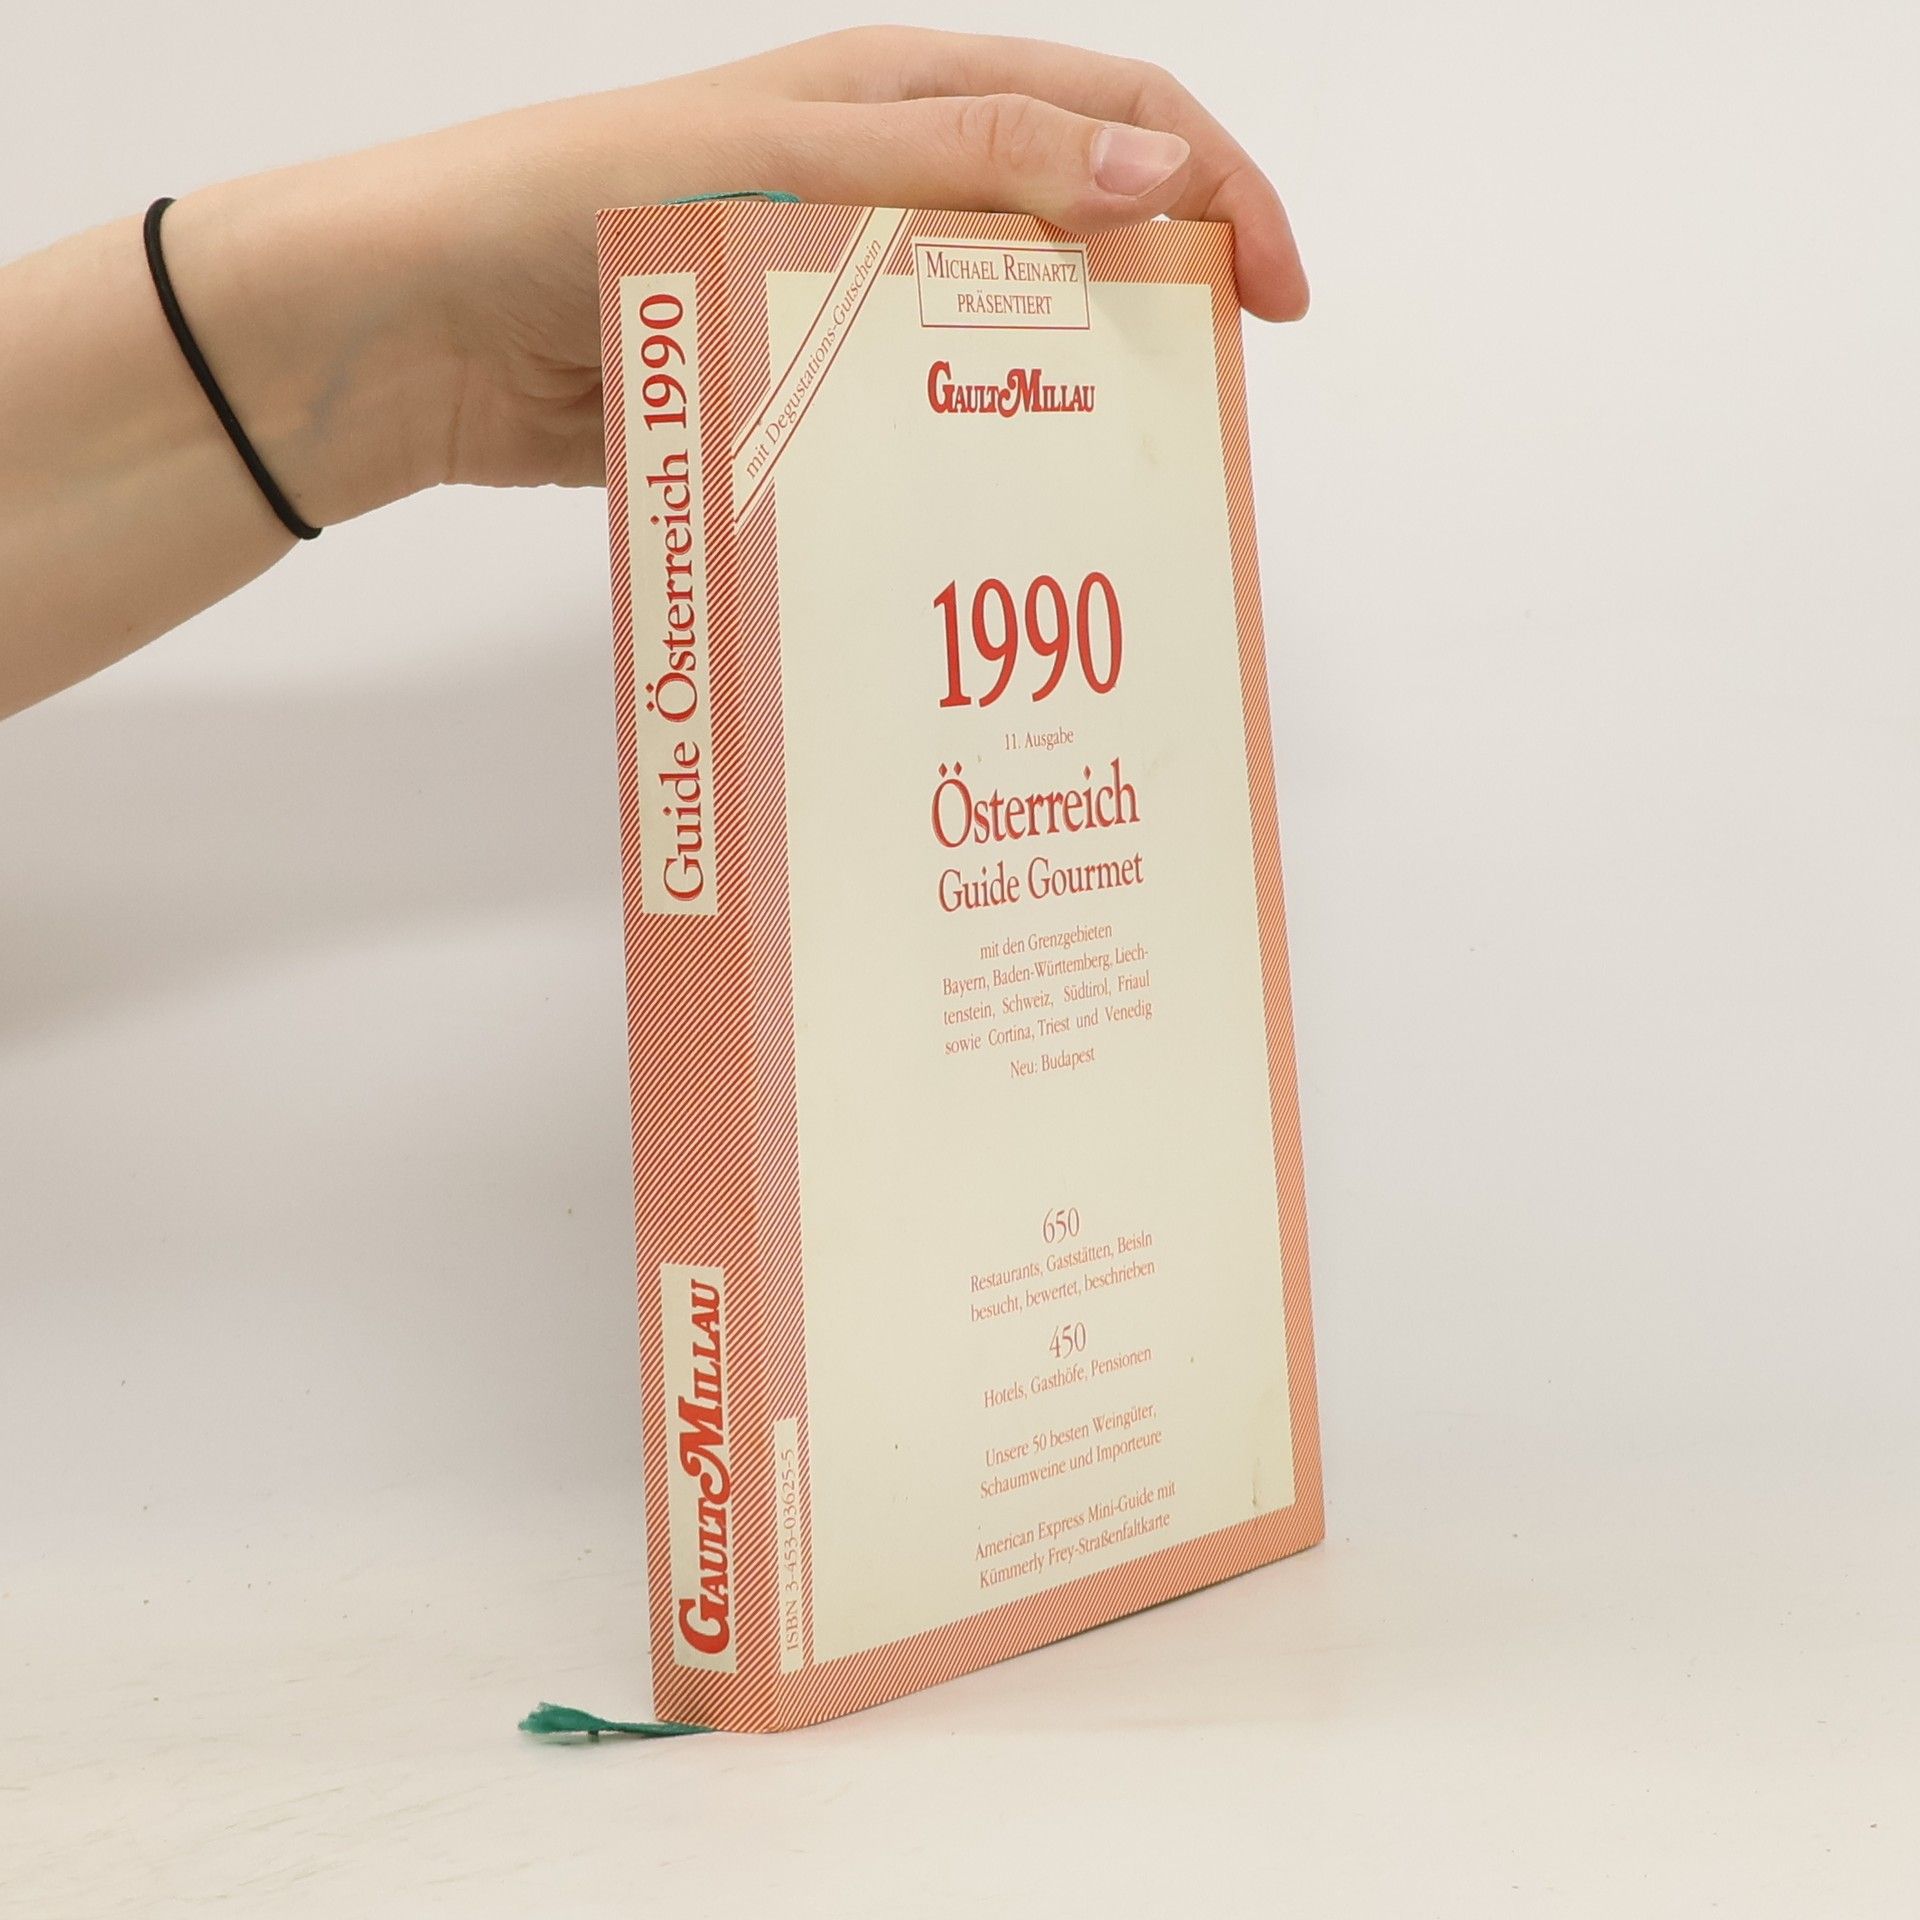 Guide Österreich 1990
GAULT MILLAU
ISBN 3-453-03625-5
mit Degustations-Gutschein
MICHAEL REINARTZ
PRÄSENTIERT
GAULT MILLAU
1990
11. Ausgabe
Österreich
Guide Gourmet
mit den Grenzgebieten
Bayern, Baden-Württemberg, Liech-
tenstein, Schweiz, Südtirol, Friaul
sowie Cortina, Triest und Venedig
Neu: Budapest
650
Restaurants, Gaststätten, Beisln
besucht, bewertet, beschrieben
450
Hotels, Gasthöfe, Pensionen
Unsere 50 besten Weingüter,
Schaumweine und Importeure
American Express Mini-Guide mit
Kümmerly Frey-Straßenfaltkarte